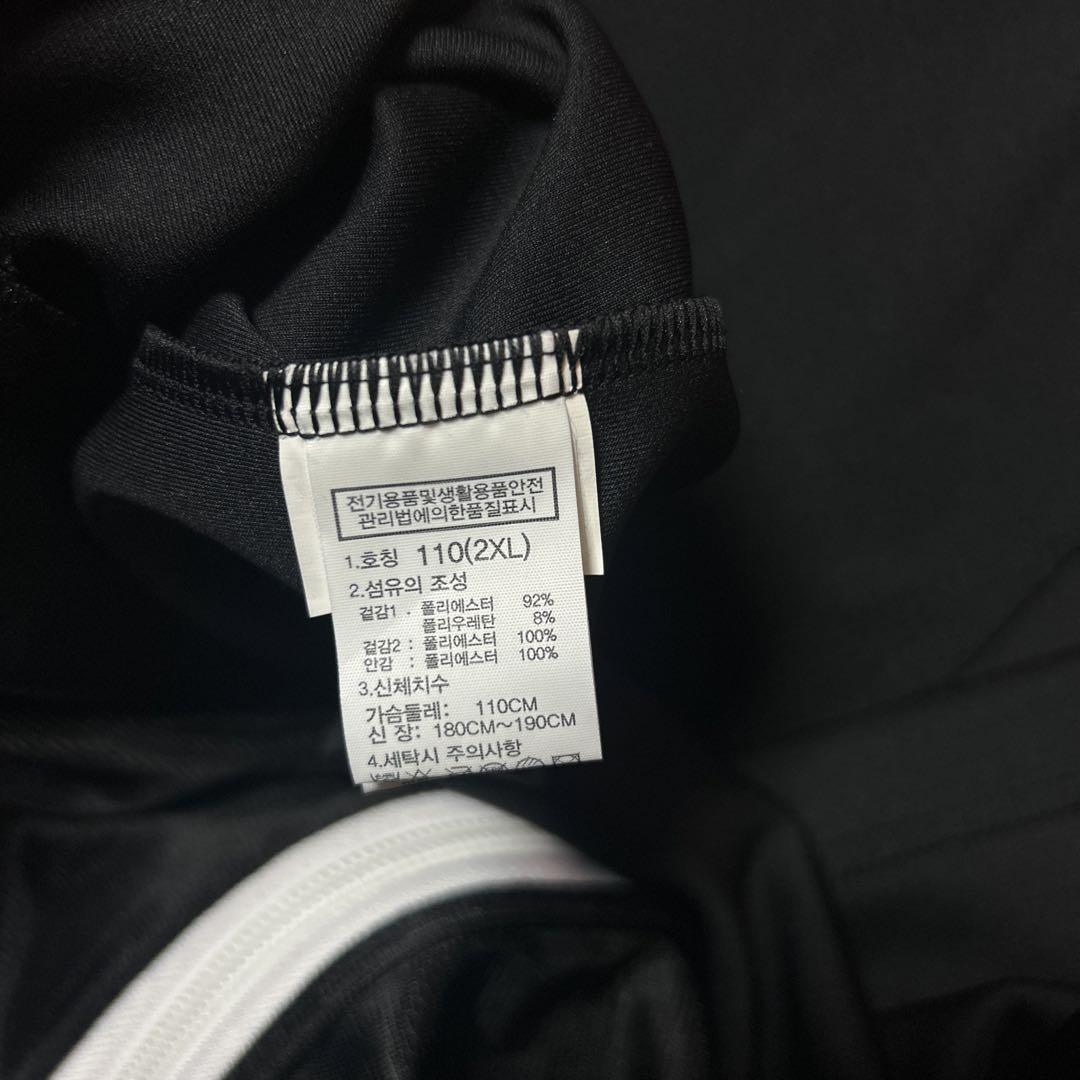 전기용품및생활용품안전
관리법에의한품질표시
1.호칭 110(2XL)
2.섬유의 조성
겉감1 · 폴리에스터 92%
폴리우레탄 8%
겉감2 : 폴리에스터 100%
안감 : 폴리에스터 100%
3.신체치수
가슴둘레: 110CM
신 장: 180CM~190CM
4.세탁시 주의사항